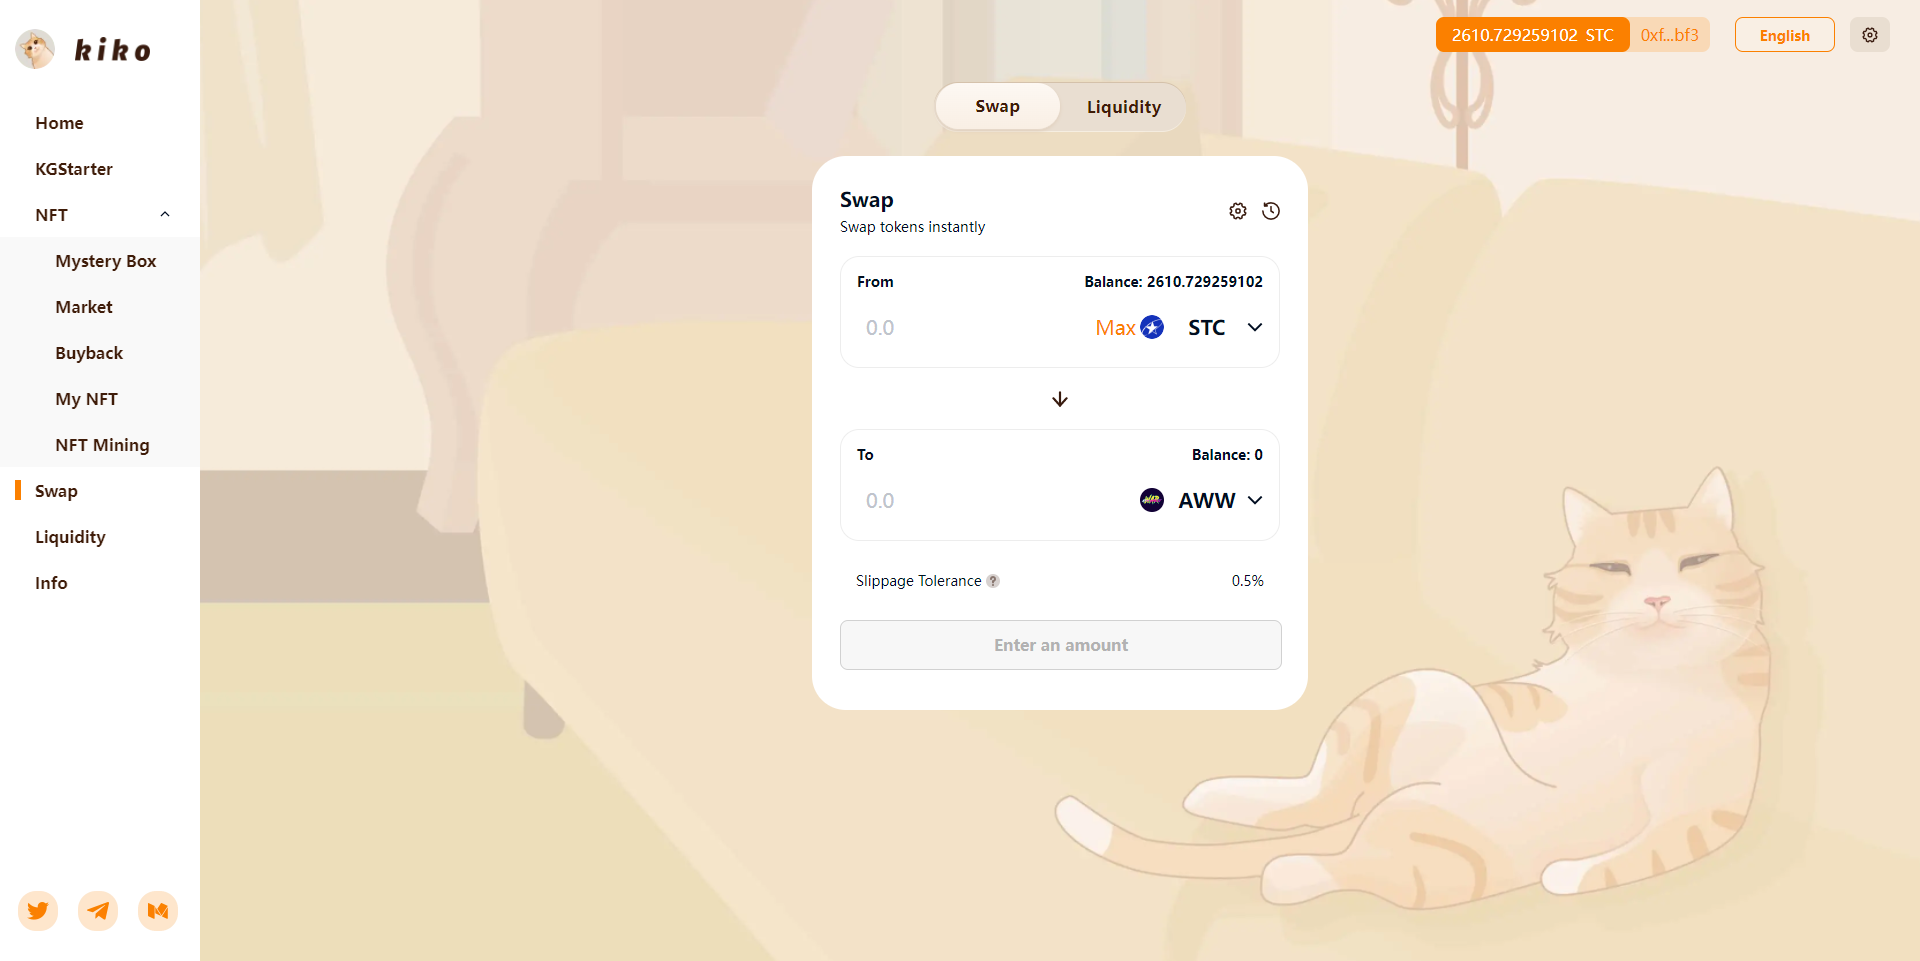 kiko
Home
KGStarter
NFT
Mystery Box
Market
Buyback
My NFT
NFT Mining
Swap
Liquidity
Info
2610.729259102 STC
0xf...bf3
English
Swap
Liquidity
Swap
Swap tokens instantly
From
Balance: 2610.729259102
0.0
Max
STC
To
Balance: 0
0.0
AWW
Slippage Tolerance ?
0.5%
Enter an amount